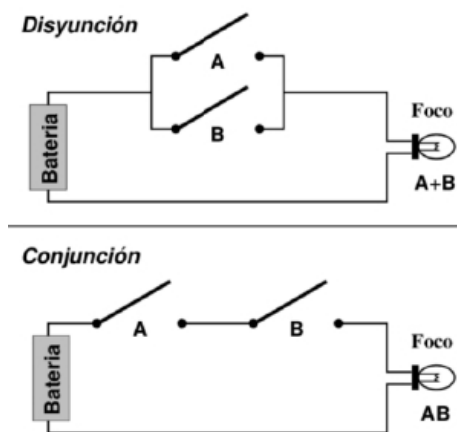 Disyunción
A
B
Bateria
Foco
A+B
Conjunción
A
B
Bateria
Foco
AB